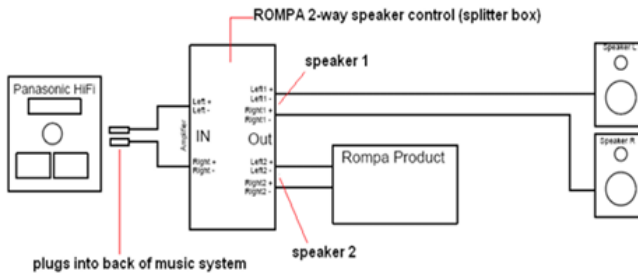 ROMPA 2-way speaker control (splitter box)
Speaker L
speaker 1
Panasonic HiFi
Left +
Left -
Amplifier
IN
Right +
Right -
Left1 +
Left1 -
Right1 +
Right1 -
Out
Left2 +
Left2 -
Right2 +
Right2 -
Rompa Product
Speaker R
speaker 2
plugs into back of music system